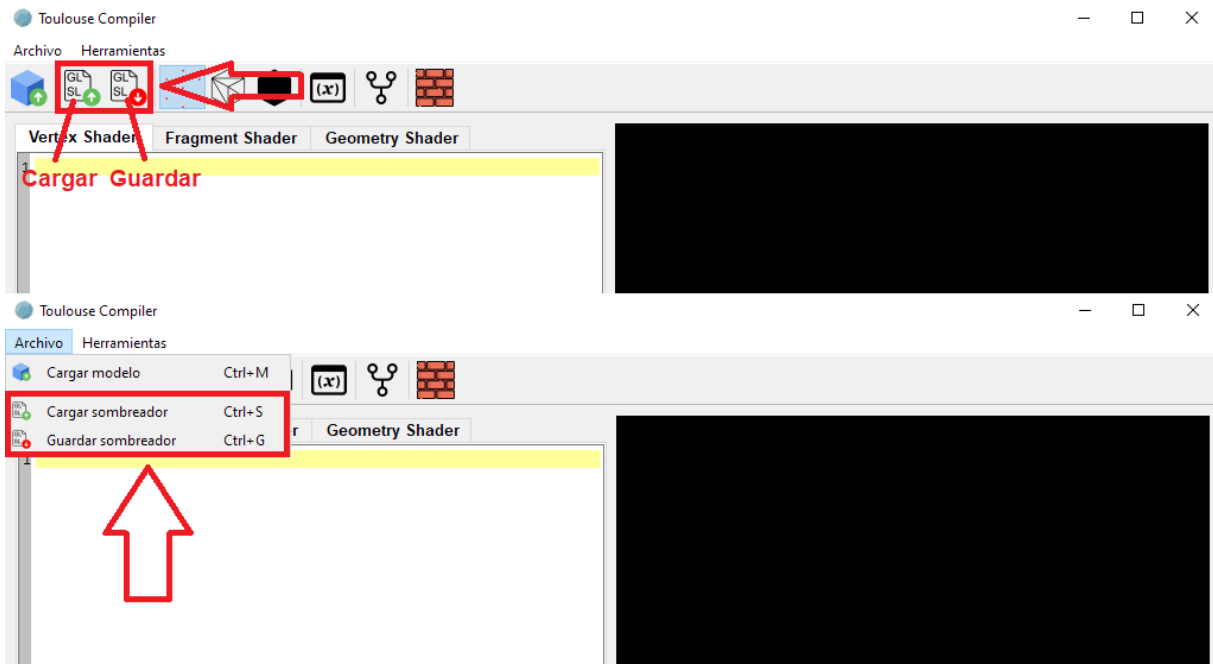 Toulouse Compiler
Archivo Herramientas
GL SL GL SL (x)
Vertex Shader Fragment Shader Geometry Shader
1
Cargar Guardar
Toulouse Compiler
Archivo Herramientas
Cargar modelo Ctrl+M (x)
Cargar sombreador Ctrl+S
r Geometry Shader
Guardar sombreador Ctrl+G
1